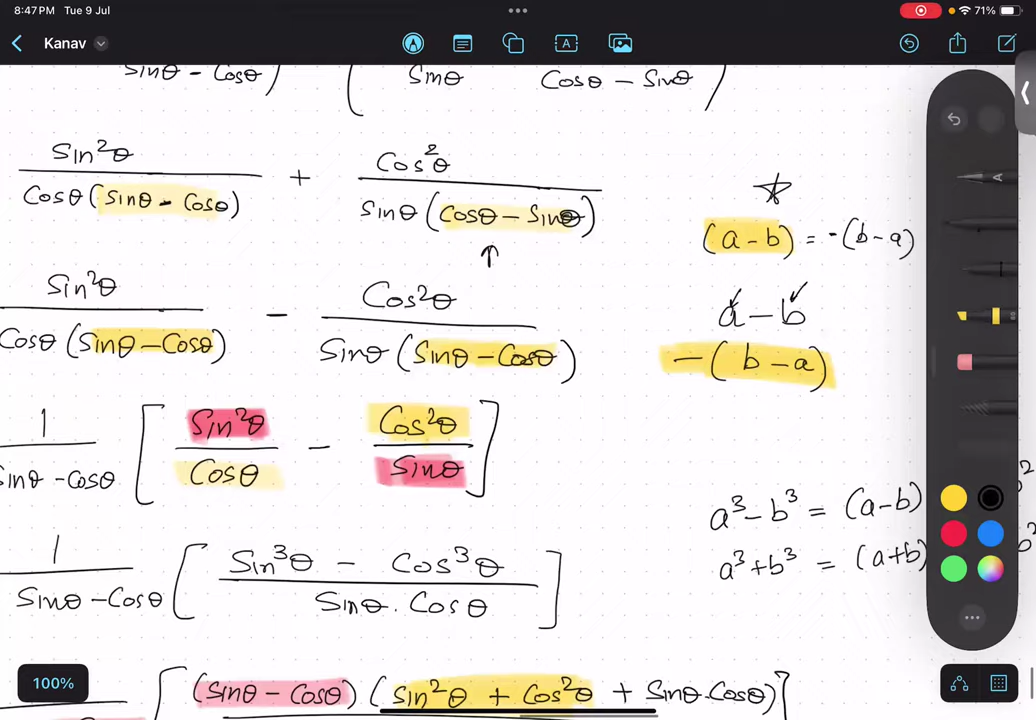 8:47 PM Tue 9 Jul
71%
Kanav
A
Sinθ - Cosθ) ( Sinθ Cosθ - Sinθ )
Sin²θ / Cosθ (Sinθ - Cosθ) + Cos²θ / Sinθ (Cosθ - Sinθ)
(a - b) = -(b - a)
Sin²θ / Cosθ (Sinθ - Cosθ) - Cos²θ / Sinθ (Sinθ - Cosθ)
a - b
-(b - a)
1 / Sinθ - Cosθ [ Sin²θ / Cosθ - Cos²θ / Sinθ ]
a³ - b³ = (a - b)
a³ + b³ = (a + b)
1 / Sinθ - Cosθ [ Sin³θ - Cos³θ / Sinθ . Cosθ ]
[ (Sinθ - Cosθ) (Sin²θ + Cos²θ + Sinθ.Cosθ) ]
100%